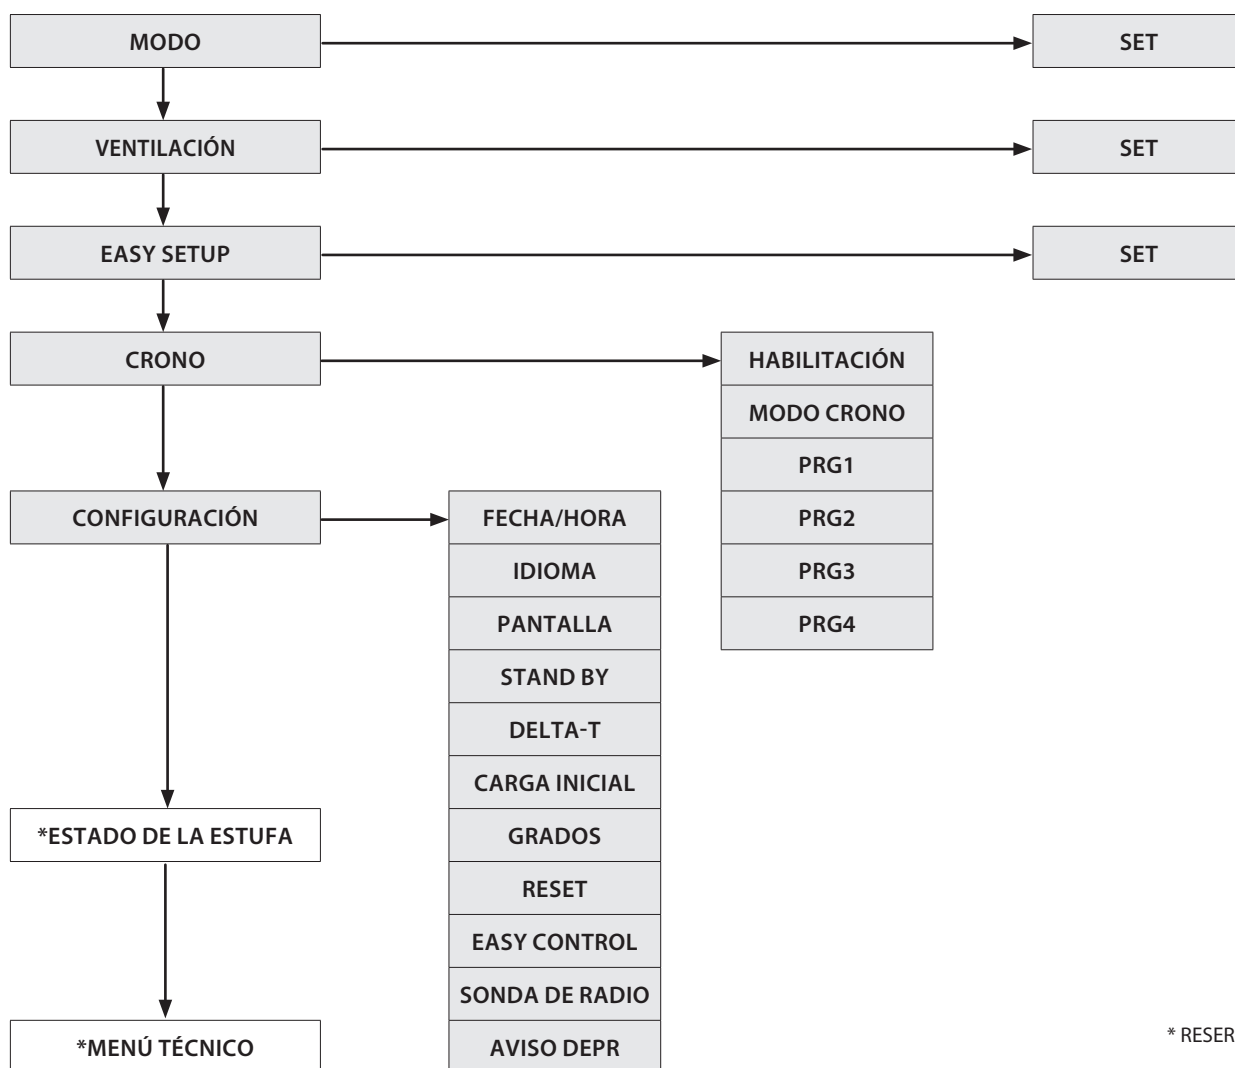 MODO
SET
VENTILACIÓN
SET
EASY SETUP
SET
CRONO
HABILITACIÓN
MODO CRONO
PRG1
PRG2
PRG3
PRG4
CONFIGURACIÓN
FECHA/HORA
IDIOMA
PANTALLA
STAND BY
DELTA-T
CARGA INICIAL
GRADOS
RESET
EASY CONTROL
SONDA DE RADIO
AVISO DEPR
*ESTADO DE LA ESTUFA
*MENÚ TÉCNICO
* RESER